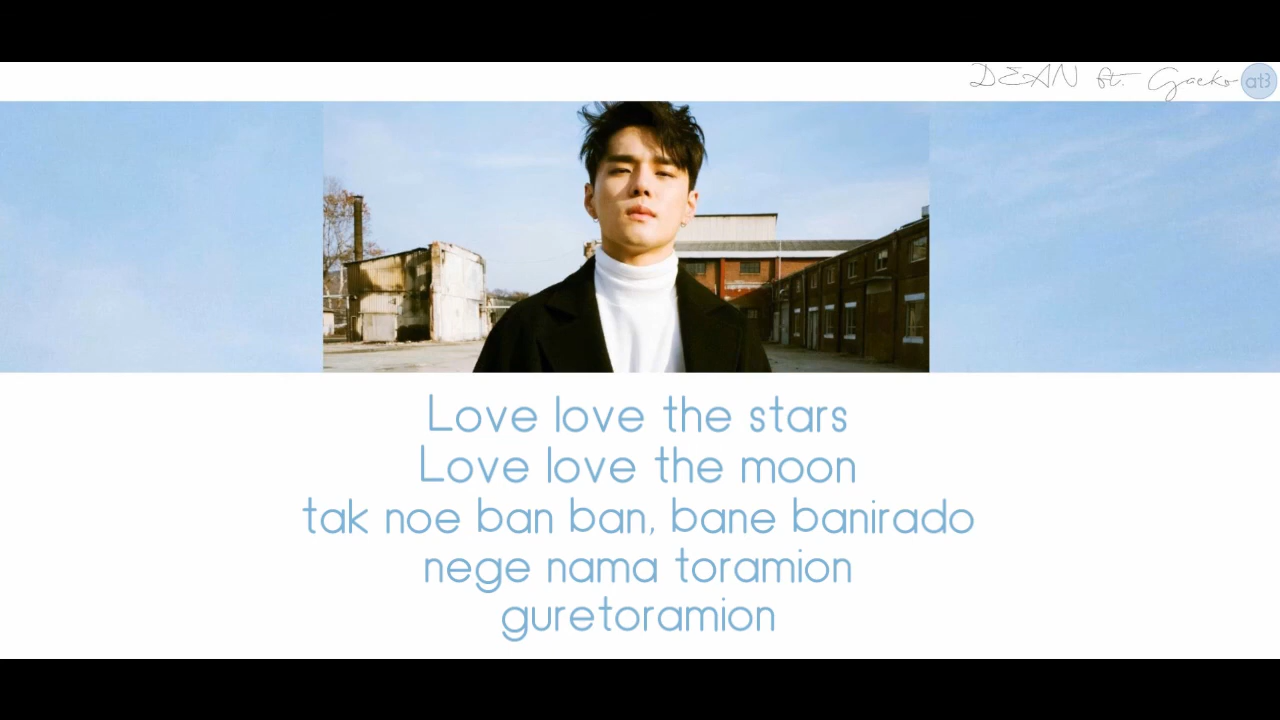 DEAN ft. Gaeko at3
Love love the stars
Love love the moon
tak noe ban ban, bane banirado
nege nama toramion
guretoramion